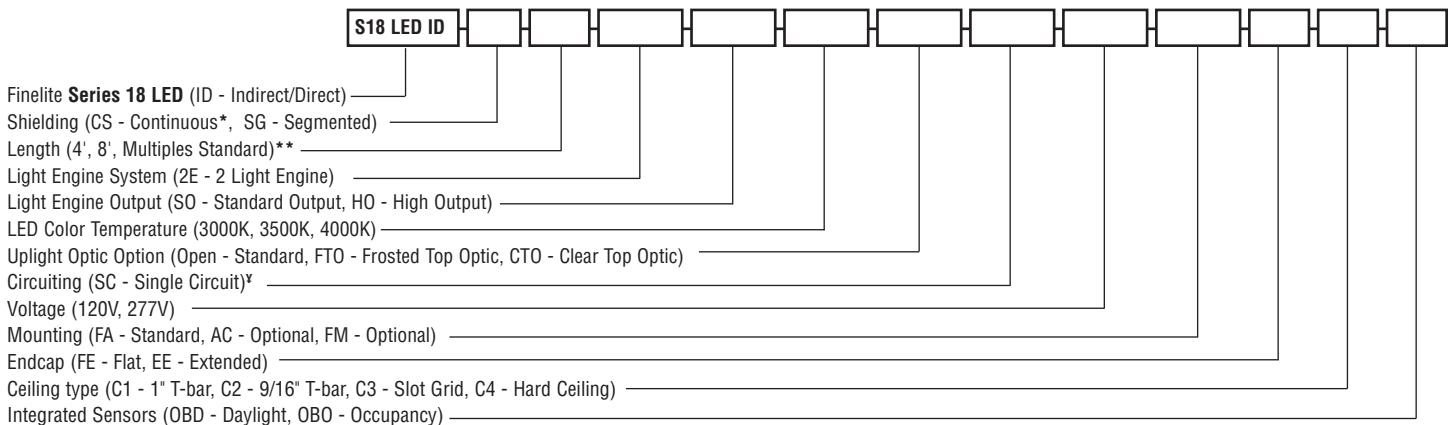 S18 LED ID
Finelite Series 18 LED (ID - Indirect/Direct)
Shielding (CS - Continuous*, SG - Segmented)
Length (4', 8', Multiples Standard)**
Light Engine System (2E - 2 Light Engine)
Light Engine Output (SO - Standard Output, HO - High Output)
LED Color Temperature (3000K, 3500K, 4000K)
Uplight Optic Option (Open - Standard, FTO - Frosted Top Optic, CTO - Clear Top Optic)
Circuiting (SC - Single Circuit)¥
Voltage (120V, 277V)
Mounting (FA - Standard, AC - Optional, FM - Optional)
Endcap (FE - Flat, EE - Extended)
Ceiling type (C1 - 1" T-bar, C2 - 9/16" T-bar, C3 - Slot Grid, C4 - Hard Ceiling)
Integrated Sensors (OBD - Daylight, OBO - Occupancy)